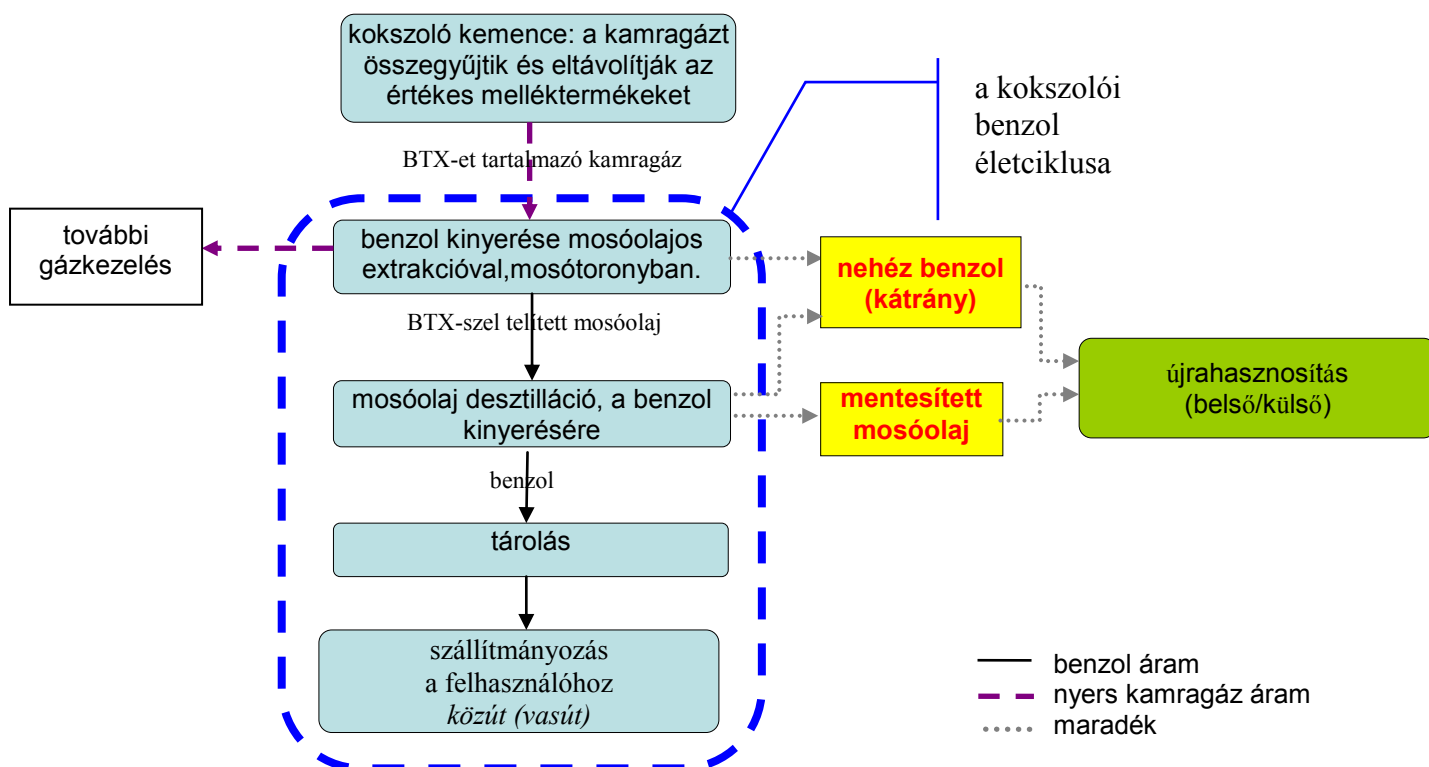 kokszoló kemence: a kamragázt
összegyűjtik és eltávolítják az
értékes melléktermékeket
a kokszolói
benzol
életciklusa
BTX-et tartalmazó kamragáz
további
gázkezelés
benzol kinyerése mosóolajos
extrakcióval,mosótoronyban.
nehéz benzol
(kátrány)
BTX-szel telített mosóolaj
mosóolaj desztilláció, a benzol
kinyerésére
mentesített
mosóolaj
újrahasznosítás
(belső/külső)
benzol
tárolás
szállítmányozás
a felhasználóhoz
közút (vasút)
benzol áram
nyers kamragáz áram
maradék